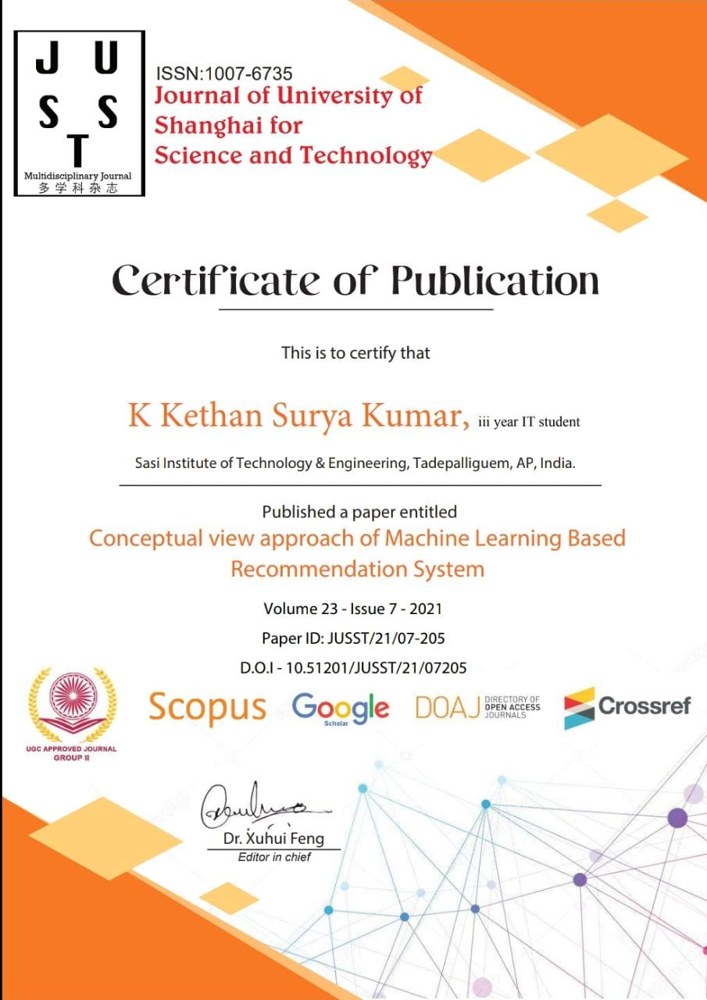 J U
S S
T
Multidisciplinary Journal
多学科杂志
ISSN:1007-6735
Journal of University of
Shanghai for
Science and Technology
Certificate of Publication
This is to certify that
K Kethan Surya Kumar, iii year IT student
Sasi Institute of Technology & Engineering, Tadepalliguem, AP, India.
Published a paper entitled
Conceptual view approach of Machine Learning Based
Recommendation System
Volume 23 - Issue 7 - 2021
Paper ID: JUSST/21/07-205
D.O.I - 10.51201/JUSST/21/07205
UGC APPROVED JOURNAL
GROUP II
Scopus
Google
Scholar
DOAJ
DIRECTORY OF
OPEN ACCESS
JOURNALS
Crossref
Dr. Xuhui Feng
Editor in chief